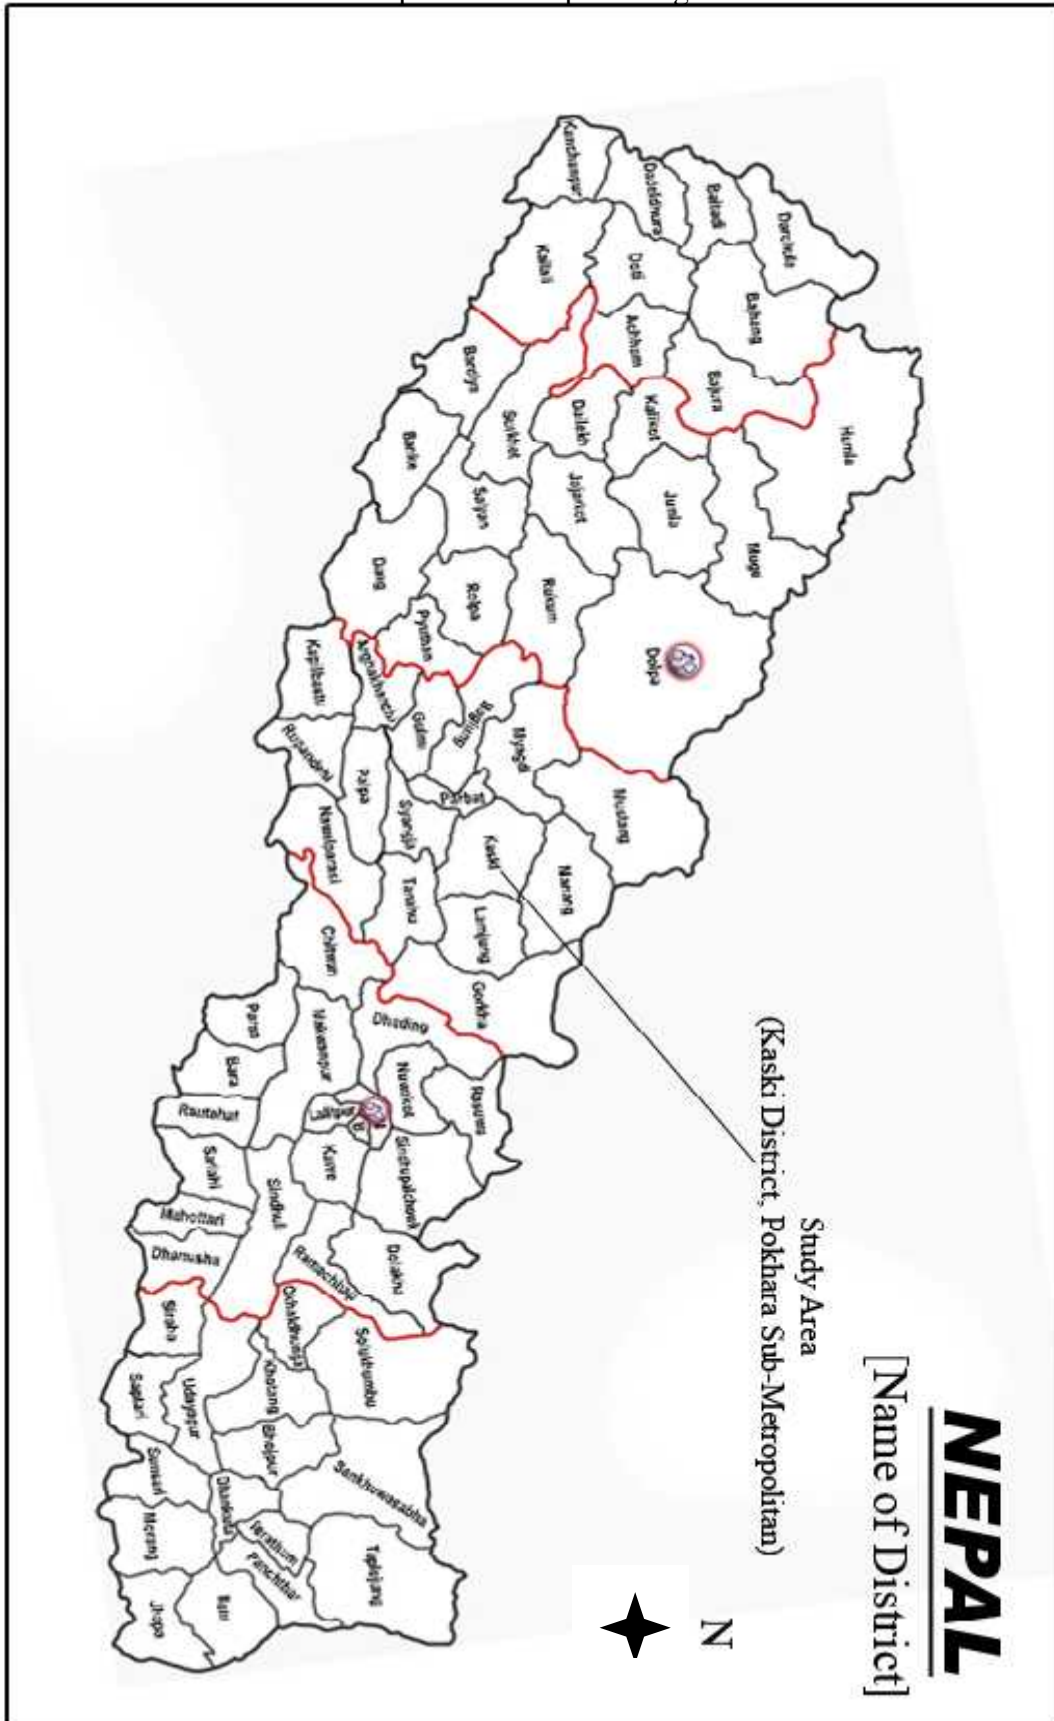 NEPAL
[Name of District]
Study Area
(Kaski District, Pokhara Sub-Metropolitan)
N
Darchula
Baitadi
Dadeldhura
Kanchanpur
Bahang
Doti
Kailali
Humla
Bajura
Achham
Bardiya
Kalikot
Dailekh
Surkhet
Banke
Mugu
Jumla
Jajarkot
Salyan
Dang
Dolpa
Rukum
Rolpa
Pyuthan
Mustang
Myagdi
Baglung
Gulmi
Argnakhanchi
Kapilbastu
Parbat
Syangja
Palpa
Rupandehi
Nawalparasi
Manang
Kaski
Lamjung
Tanahu
Chitwan
Gorkha
Dhading
Nuwakot
Rasuwa
Makwanpur
Parsa
Bara
Rautahat
Lalitpur
Kavre
Sindhupalchowk
Dolakha
Ramechhap
Sindhuli
Sarlahi
Mahottari
Dhanusha
Siraha
Okhaldhunga
Solukhumbu
Khotang
Udayapur
Saptari
Bhojpur
Sankhuwasabha
Dhankuta
Sunsari
Morang
Terathum
Panchthar
Taplejung
Ilam
Jhapa